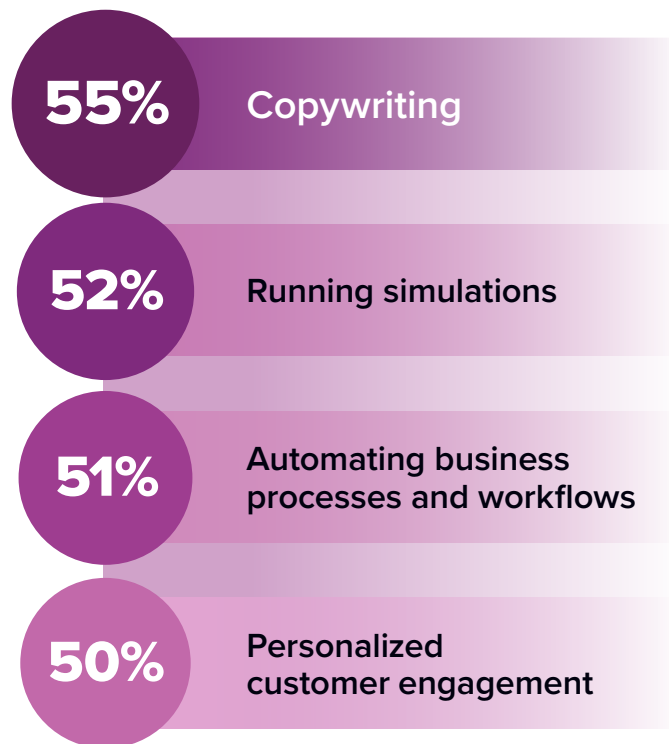 55%
Copywriting
52%
Running simulations
51%
Automating business
processes and workflows
50%
Personalized
customer engagement